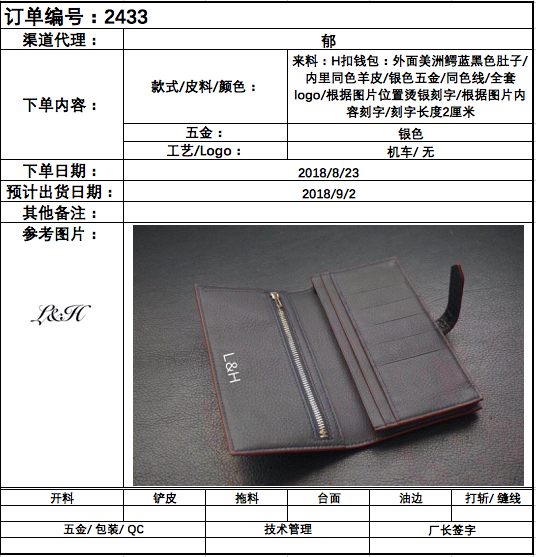 订单编号：2433
渠道代理：
郁
下单内容：
款式/皮料/颜色：
来料：H扣钱包：外面美洲鳄蓝黑色肚子/
内里同色羊皮/银色五金/同色线/全套
logo/根据图片位置烫银刻字/根据图片内
容刻字/刻字长度2厘米
五金：
银色
工艺/Logo：
机车/ 无
下单日期：
2018/8/23
预计出货日期：
2018/9/2
其他备注：
参考图片：
L&H
L&H
开料
铲皮
拖料
台面
油边
打斩/ 缝线
五金/ 包装/ QC
技术管理
厂长签字